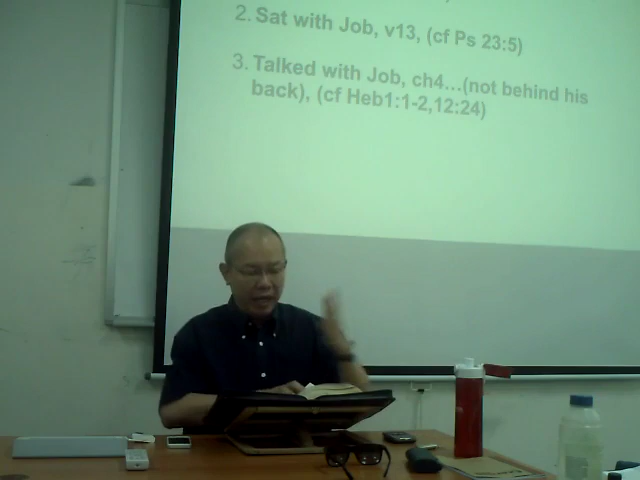 2. Sat with Job, v13, (cf Ps 23:5)
3. Talked with Job, ch4...(not behind his
back), (cf Heb1:1-2,12:24)